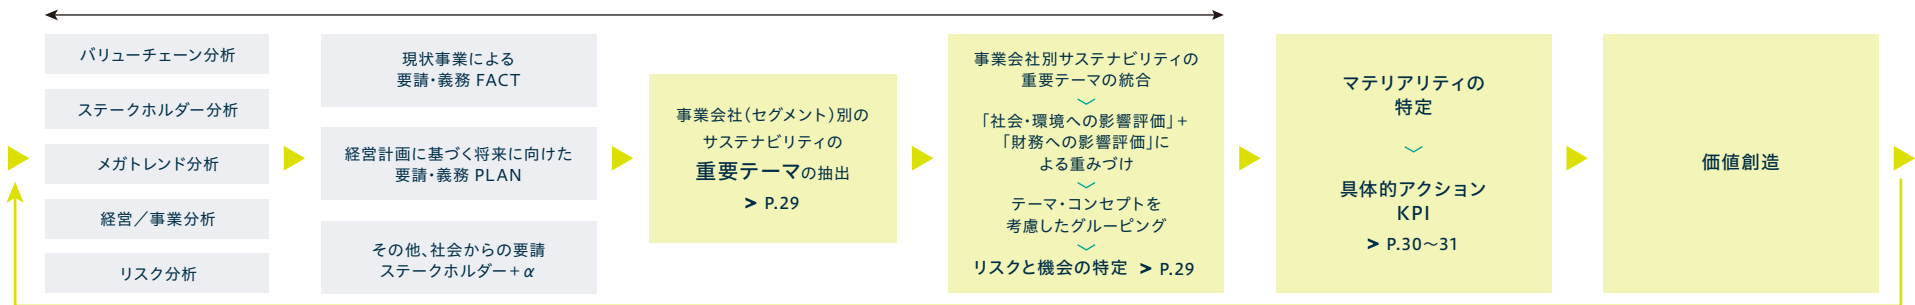 バリューチェーン分析
ステークホルダー分析
メガトレンド分析
経営／事業分析
リスク分析
現状事業による
要請・義務 FACT
経営計画に基づく将来に向けた
要請・義務 PLAN
その他、社会からの要請
ステークホルダー＋α
事業会社（セグメント）別の
サステナビリティの
重要テーマの抽出
> P.29
事業会社別サステナビリティの
重要テーマの統合
「社会・環境への影響評価」＋
「財務への影響評価」に
よる重みづけ
テーマ・コンセプトを
考慮したグルーピング
リスクと機会の特定 > P.29
マテリアリティの
特定
具体的アクション
KPI
> P.30～31
価値創造